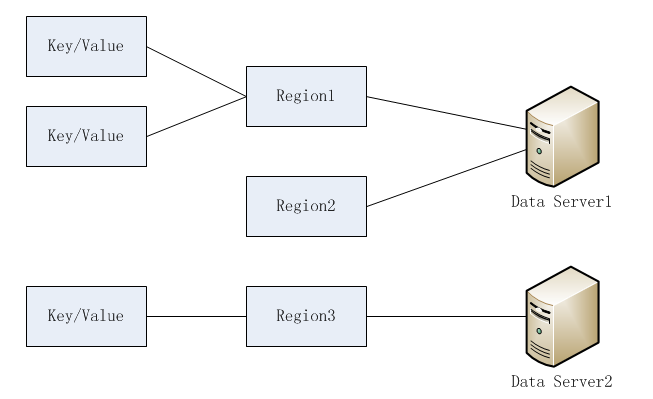 Key/Value
Region1
Key/Value
Region2
Data Server1
Key/Value
Region3
Data Server2